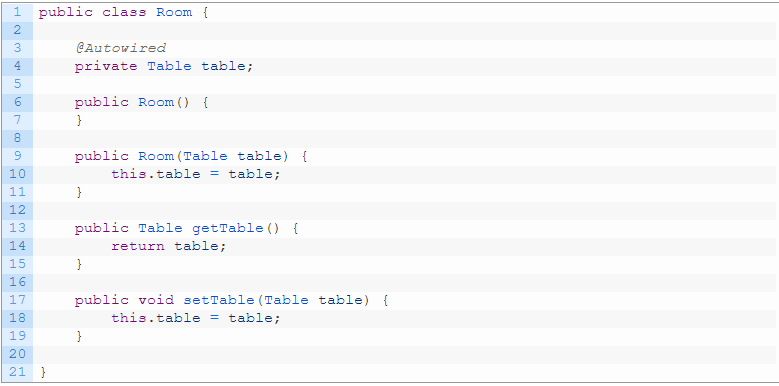 1 public class Room {
2
3     @Autowired
4     private Table table;
5
6     public Room() {
7     }
8
9     public Room(Table table) {
10         this.table = table;
11     }
12
13     public Table getTable() {
14         return table;
15     }
16
17     public void setTable(Table table) {
18         this.table = table;
19     }
20
21 }